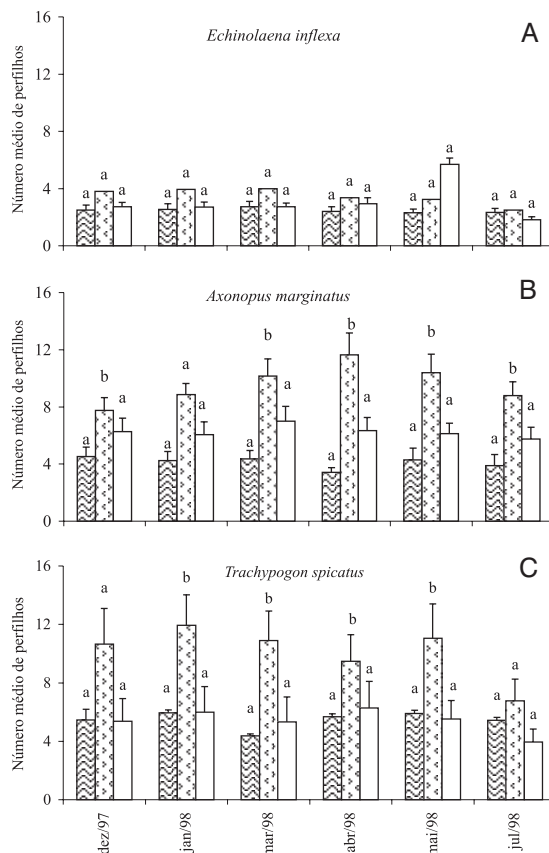 A
Echinolaena inflexa
Número médio de perfilhos
16
12
8
4
0
a a a a a a a a a a a a a a a a a a
B
Axonopus marginatus
Número médio de perfilhos
16
12
8
4
0
a b a a a a a b a a b a a b a a b a
C
Trachypogon spicatus
Número médio de perfilhos
16
12
8
4
0
a a a a b a a b a a b a a b a a a a
dez/97 jan/98 mar/98 abr/98 mai/98 jul/98